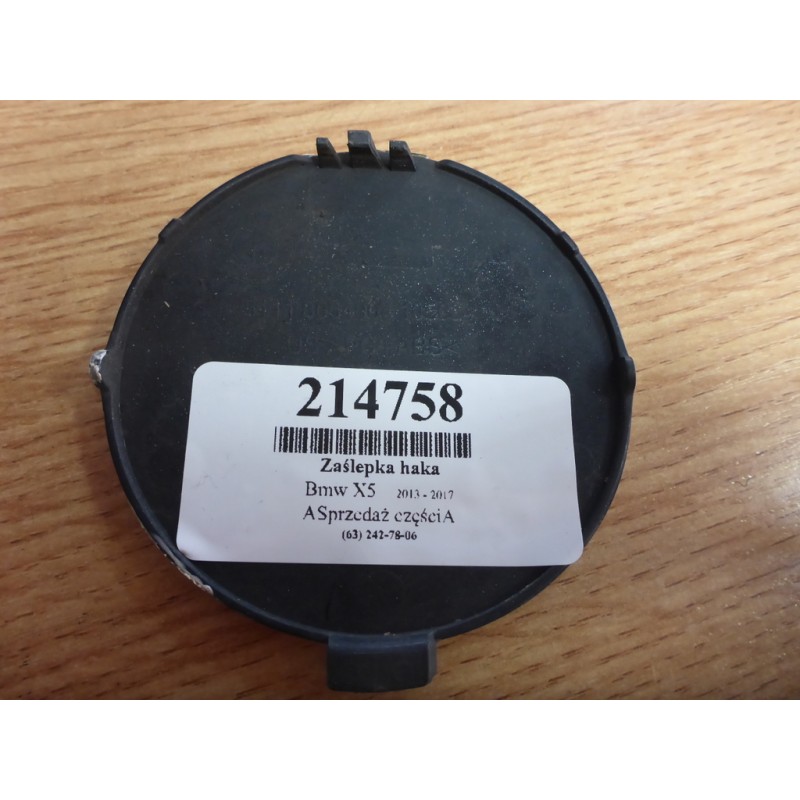 214758
Zaślepka haka
Bmw X5 2013 - 2017
ASprzedaż częściA
(63) 242-78-06